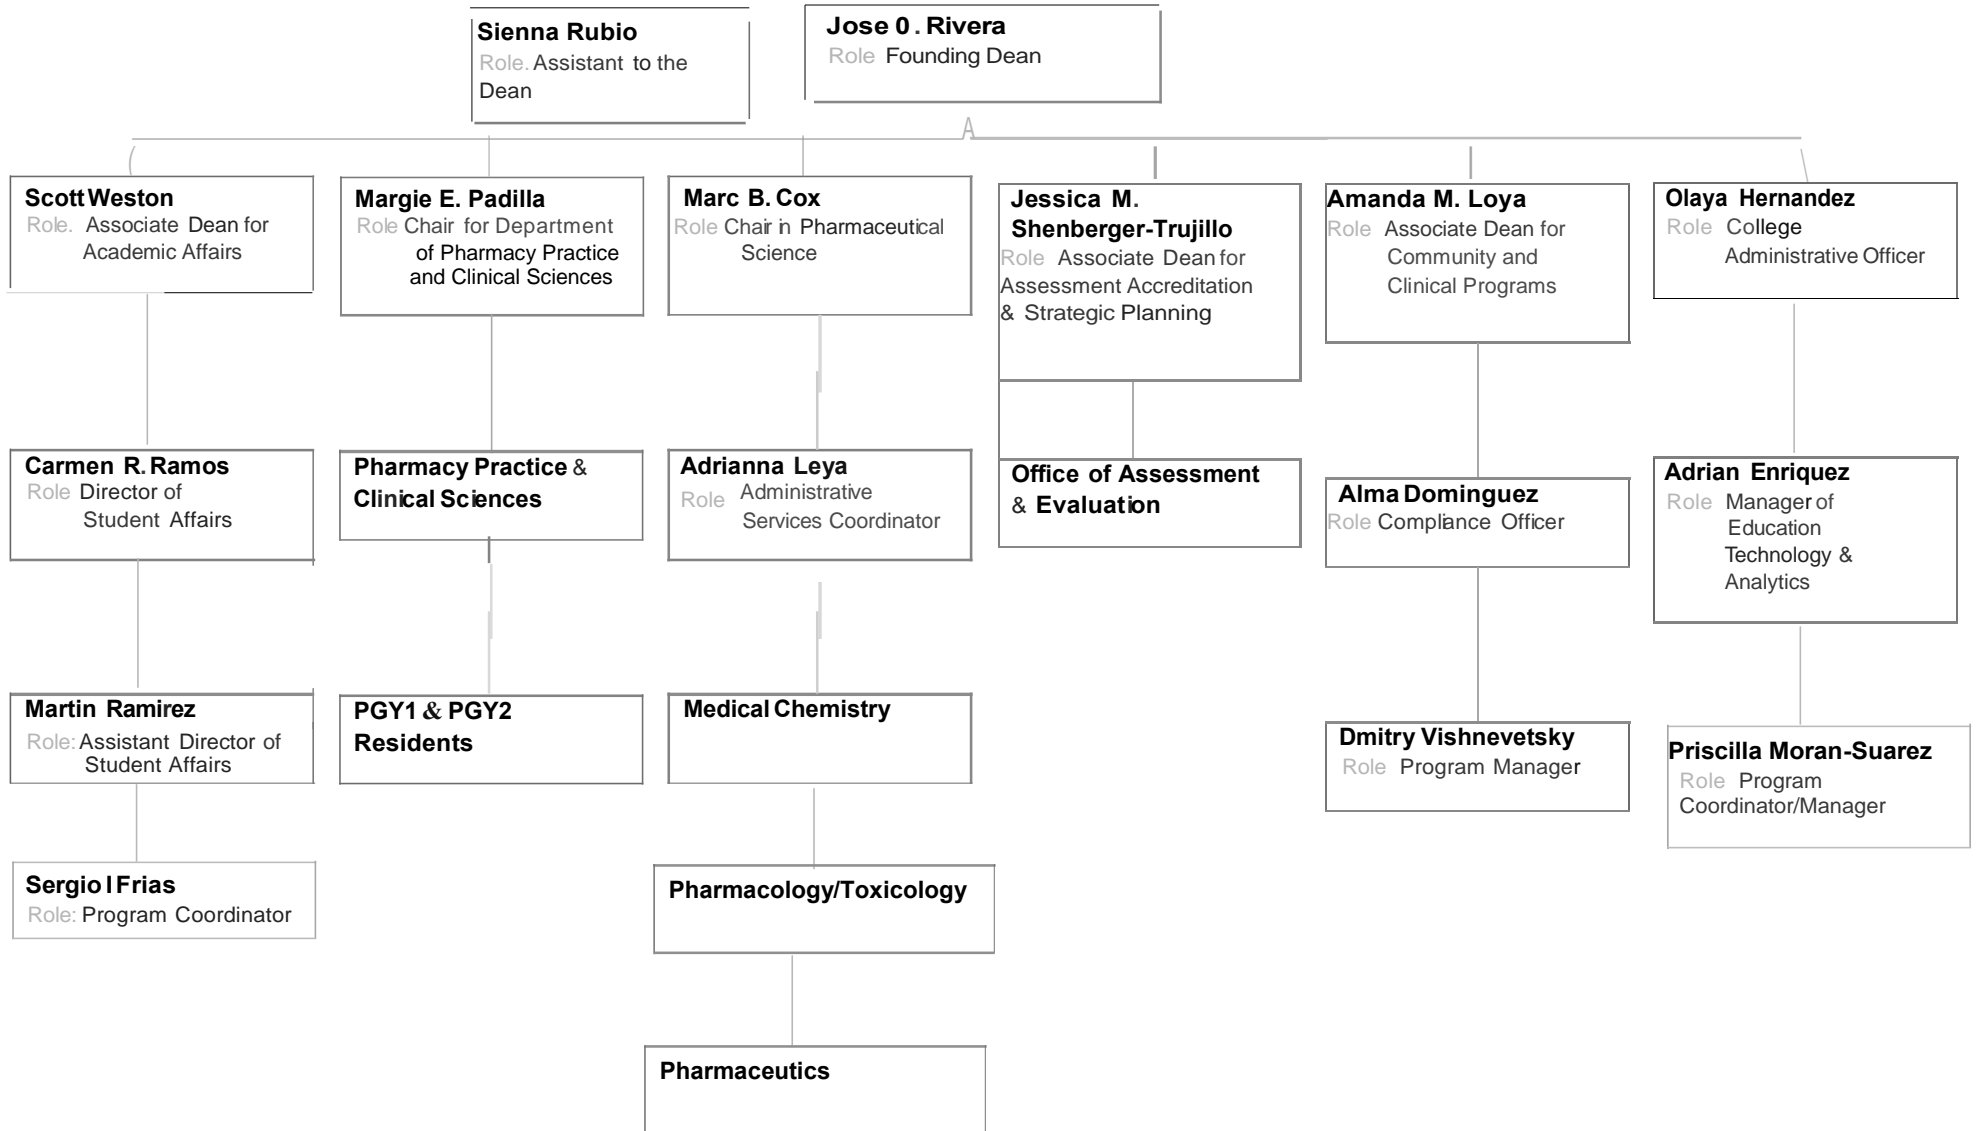 Sienna Rubio
Role. Assistant to the
Dean
Jose 0. Rivera
Role Founding Dean
Scott Weston
Role. Associate Dean for
Academic Affairs
Margie E. Padilla
Role Chair for Department
of Pharmacy Practice
and Clinical Sciences
Marc B. Cox
Role Chair in Pharmaceutical
Science
Jessica M.
Shenberger-Trujillo
Role Associate Dean for
Assessment Accreditation
& Strategic Planning
Amanda M. Loya
Role Associate Dean for
Community and
Clinical Programs
Olaya Hernandez
Role College
Administrative Officer
Carmen R. Ramos
Role Director of
Student Affairs
Pharmacy Practice &
Clinical Sciences
Adrianna Leya
Role Administrative
Services Coordinator
Office of Assessment
& Evaluation
Alma Dominguez
Role Compliance Officer
Adrian Enriquez
Role Manager of
Education
Technology &
Analytics
Martin Ramirez
Role: Assistant Director of
Student Affairs
PGY1 & PGY2
Residents
Medical Chemistry
Dmitry Vishnevetsky
Role Program Manager
Priscilla Moran-Suarez
Role Program
Coordinator/Manager
Sergio I Frias
Role: Program Coordinator
Pharmacology/Toxicology
Pharmaceutics